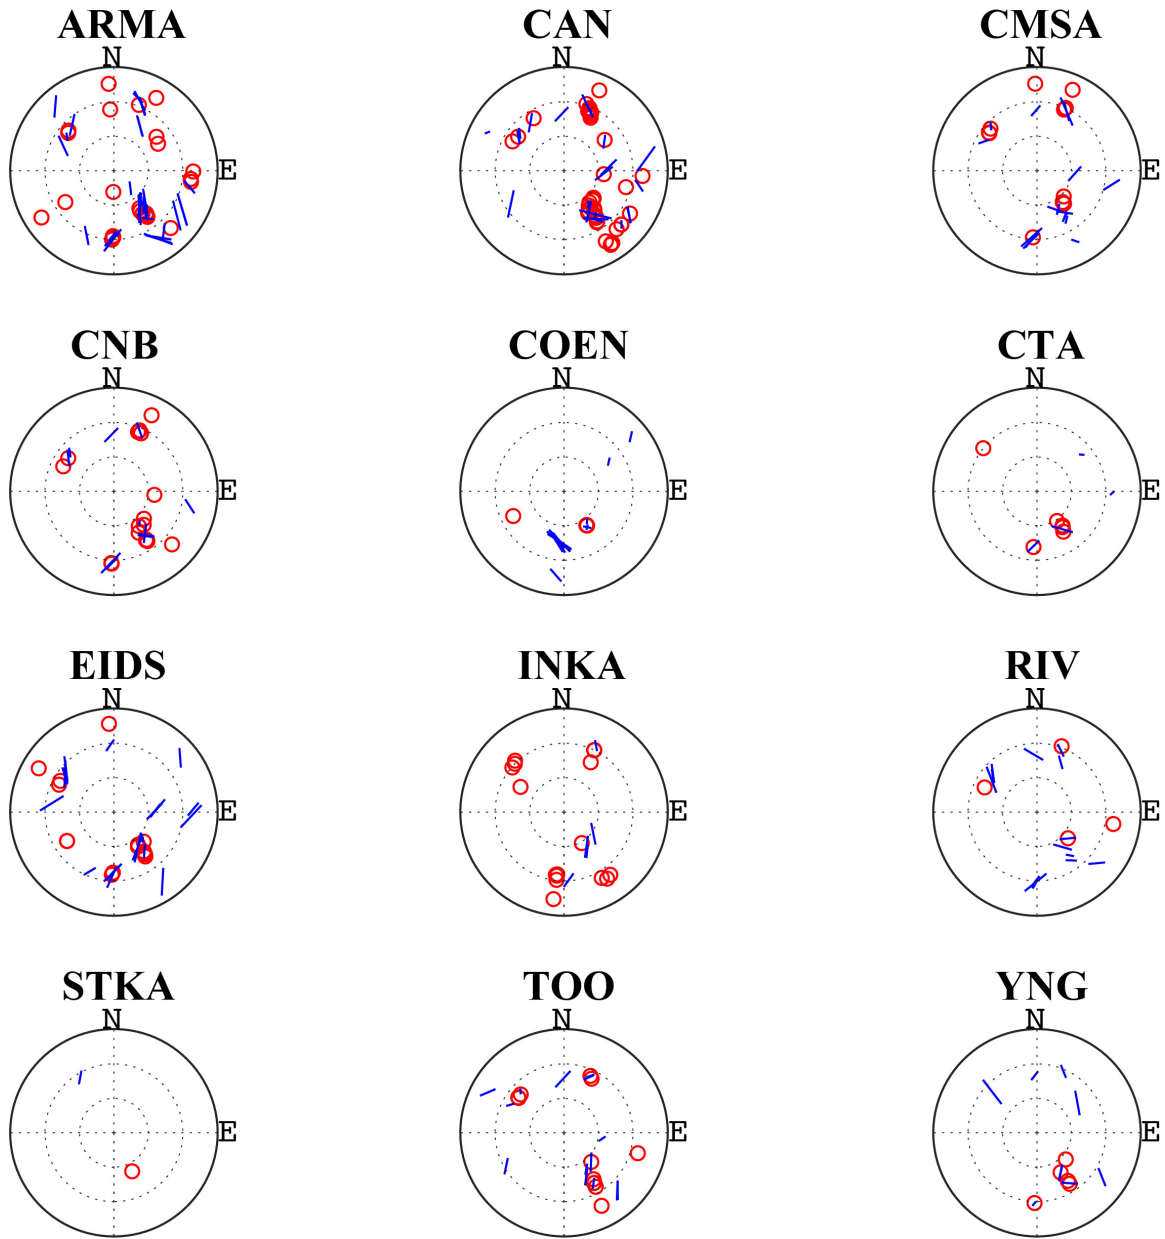 ARMA CAN CMSA
N N N
E E E
CNB COEN CTA
N N N
E E E
EIDS INKA RIV
N N N
E E E
STKA TOO YNG
N N N
E E E